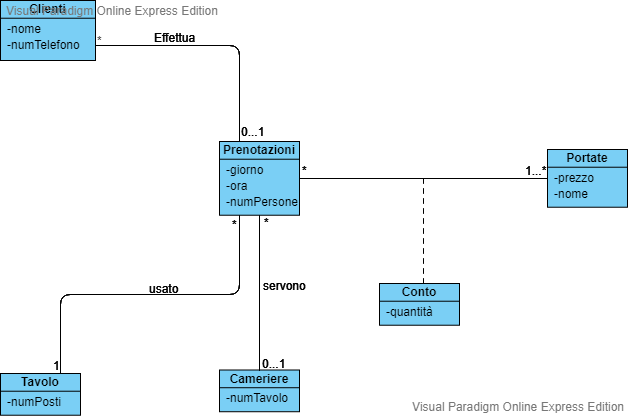 Visual Paradigm Online Express Edition
Clienti
-nome
-numTelefono
*
Effettua
0...1
Prenotazioni
-giorno
-ora
-numPersone
*
1...*
Portate
-prezzo
-nome
*
*
usato
servono
Conto
-quantità
1
0...1
Tavolo
-numPosti
Cameriere
-numTavolo
Visual Paradigm Online Express Edition